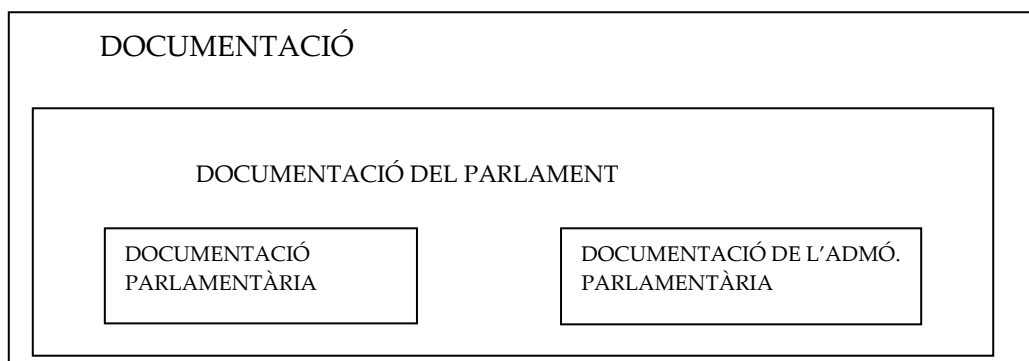 DOCUMENTACIÓ
DOCUMENTACIÓ DEL PARLAMENT
DOCUMENTACIÓ
PARLAMENTÀRIA
DOCUMENTACIÓ DE L’ADMÓ.
PARLAMENTÀRIA